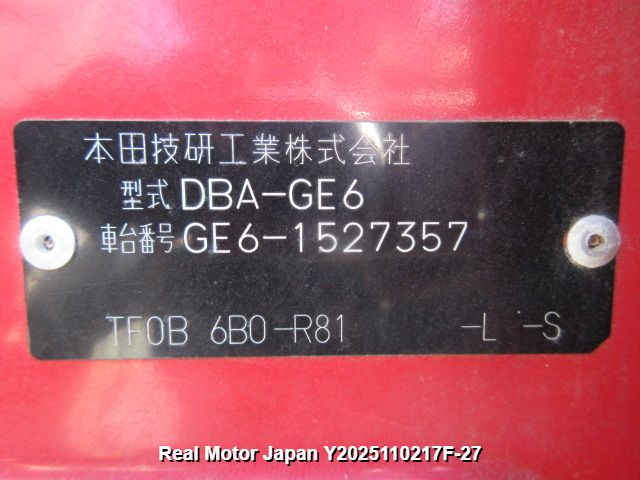 本田技研工業株式会社
型式 DBA-GE6
車台番号 GE6-1527357
TF0B 6B0-R81 -L -S
Real Motor Japan Y2025110217F-27